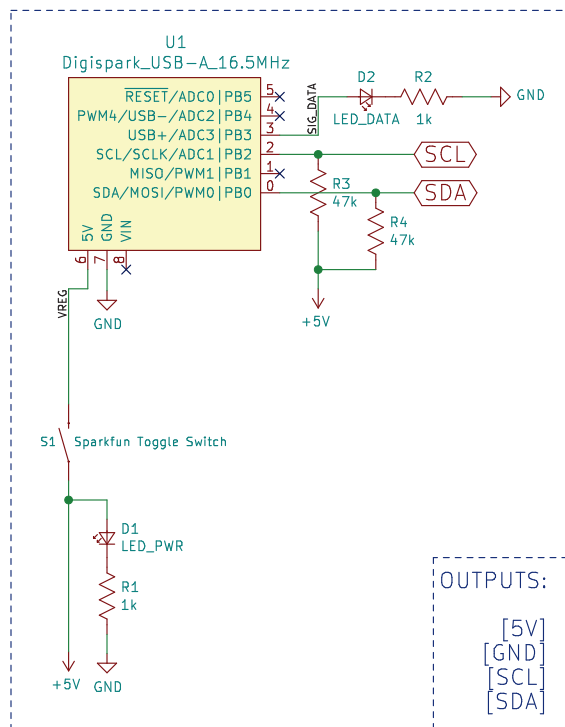 U1
Digispark_USB-A_16.5MHz
RESET/ADC0|PB5 5
PWM4/USB-/ADC2|PB4 4
USB+/ADC3|PB3 3
SCL/SCLK/ADC1|PB2 2
MISO/PWM1|PB1 1
SDA/MOSI/PWM0|PB0 0
5V
GND
VIN
6
7
8
SIG_DATA
D2
LED_DATA
R2
1k
GND
SCL
SDA
R3
47k
R4
47k
+5V
GND
VREG
S1 Sparkfun Toggle Switch
D1
LED_PWR
R1
1k
+5V
GND
OUTPUTS:
[5V]
[GND]
[SCL]
[SDA]